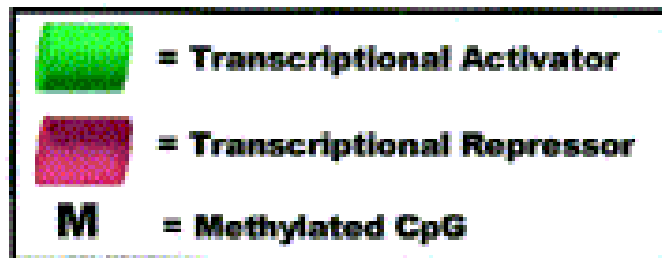 = Transcriptional Activator
= Transcriptional Repressor
M = Methylated CpG